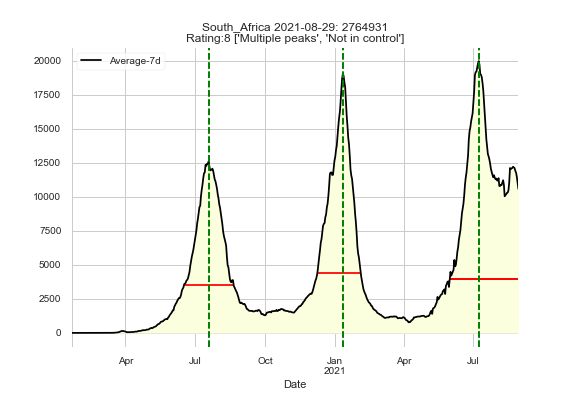 South_Africa 2021-08-29: 2764931
Rating:8 ['Multiple peaks', 'Not in control']
Average-7d
20000
17500
15000
12500
10000
7500
5000
2500
0
Apr
Jul
Oct
Jan
2021
Apr
Jul
Date